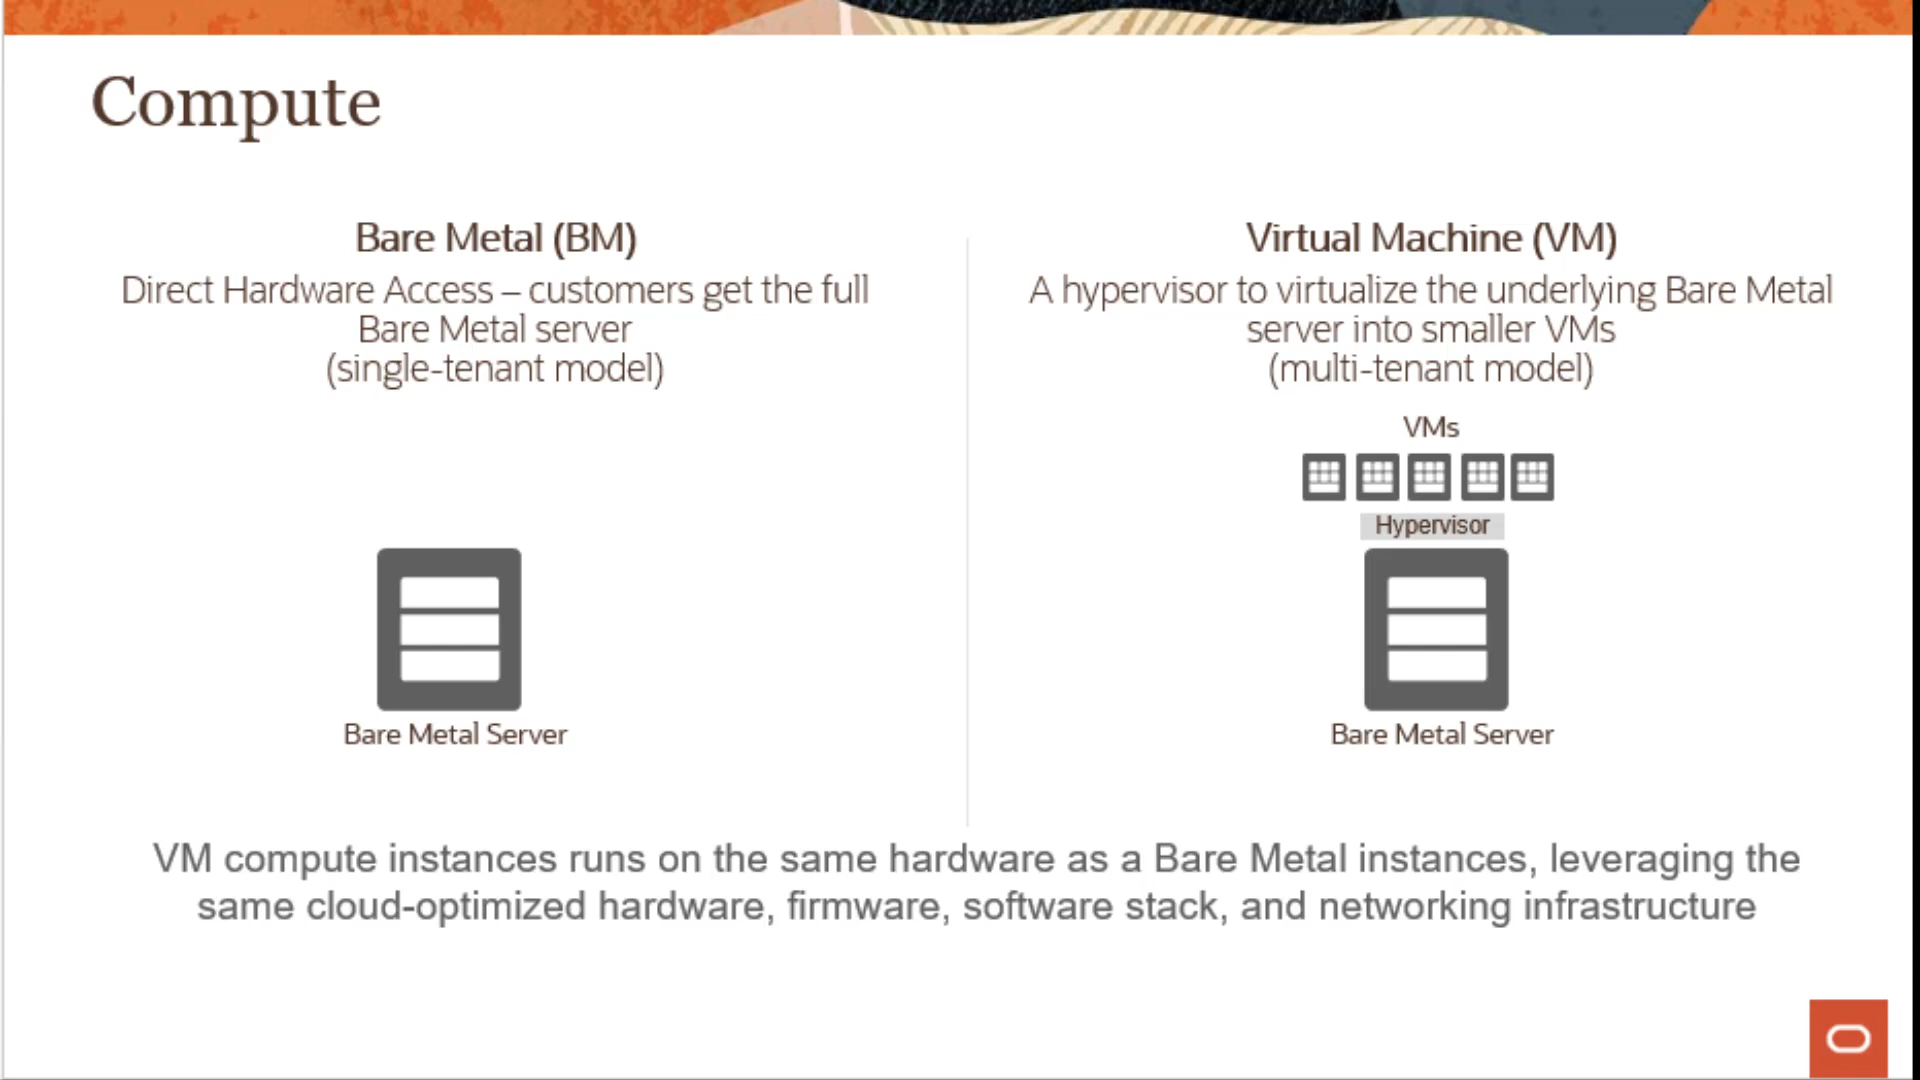 Compute
Bare Metal (BM)
Direct Hardware Access – customers get the full
Bare Metal server
(single-tenant model)
Bare Metal Server
Virtual Machine (VM)
A hypervisor to virtualize the underlying Bare Metal
server into smaller VMs
(multi-tenant model)
VMs
Hypervisor
Bare Metal Server
VM compute instances runs on the same hardware as a Bare Metal instances, leveraging the
same cloud-optimized hardware, firmware, software stack, and networking infrastructure